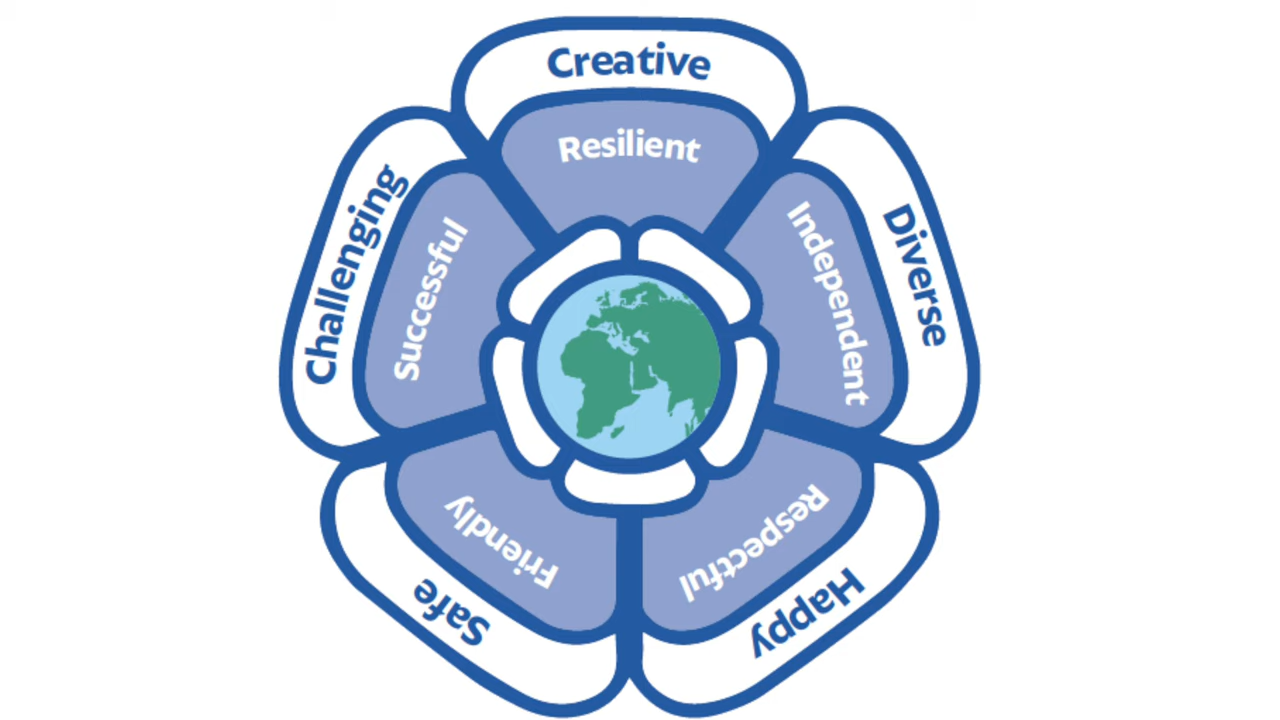 Creative
Resilient
Diverse
Independent
Happy
Respectful
Safe
Friendly
Challenging
Successful